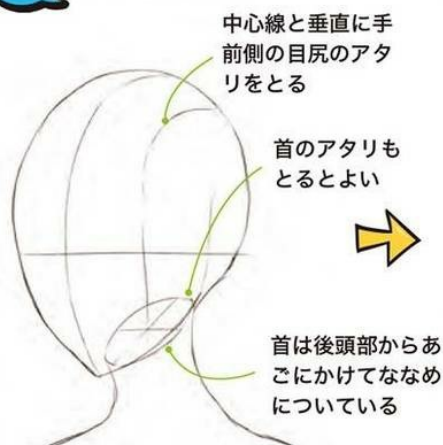 中心線と垂直に手
前側の目尻のアタ
リをとる
首のアタリも
とるとよい
首は後頭部からあ
ごにかけてななめ
についている